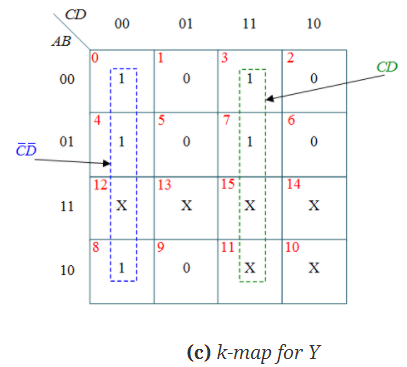 CD
AB
00 01 11 10
00 0 1 1 0 3 1 2 0 CD
01 4 1 5 0 7 1 6 0
C̅D̅
11 12 X 13 X 15 X 14 X
10 8 1 9 0 11 X 10 X
(c) k-map for Y